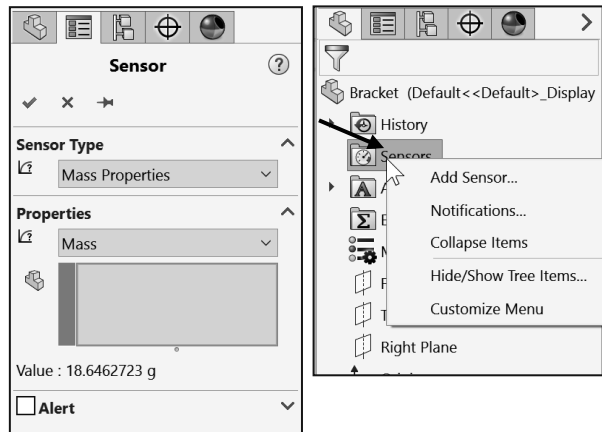 Sensor
?
Sensor Type
Mass Properties
Properties
Mass
Value : 18.6462723 g
Alert
Bracket (Default<<Default>_Display
History
Sensors
Add Sensor...
Notifications...
Collapse Items
Hide/Show Tree Items...
Customize Menu
Right Plane